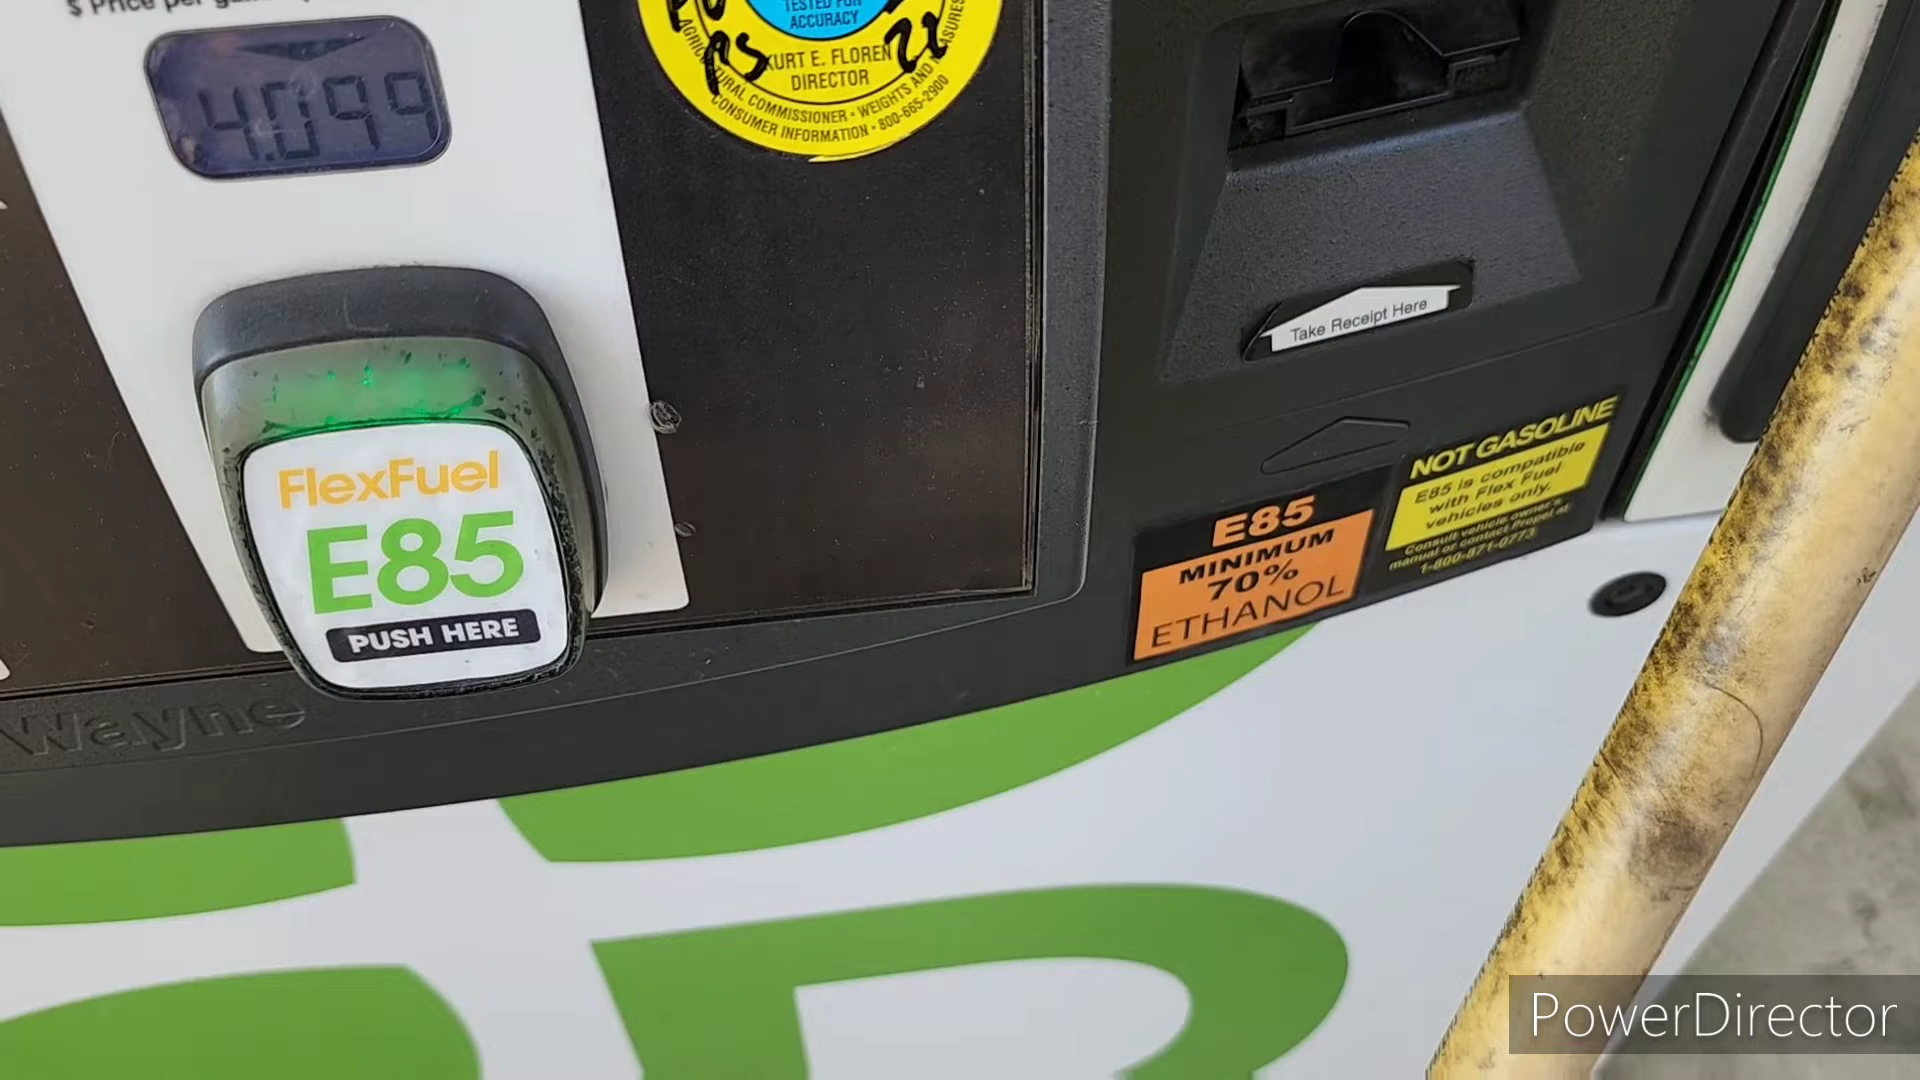 $ Price per
4.099
TESTED FOR
ACCURACY
KURT E. FLOREN
DIRECTOR
AGRICULTURAL COMMISSIONER • WEIGHTS AND MEASURES
CONSUMER INFORMATION • 800-665-2900
Take Receipt Here
FlexFuel
E85
PUSH HERE
NOT GASOLINE
E85 is compatible
with Flex Fuel
vehicles only.
Consult vehicle owner's
manual or contact Propel at
1-800-871-0773
E85
MINIMUM
70%
ETHANOL
Wayne
PowerDirector